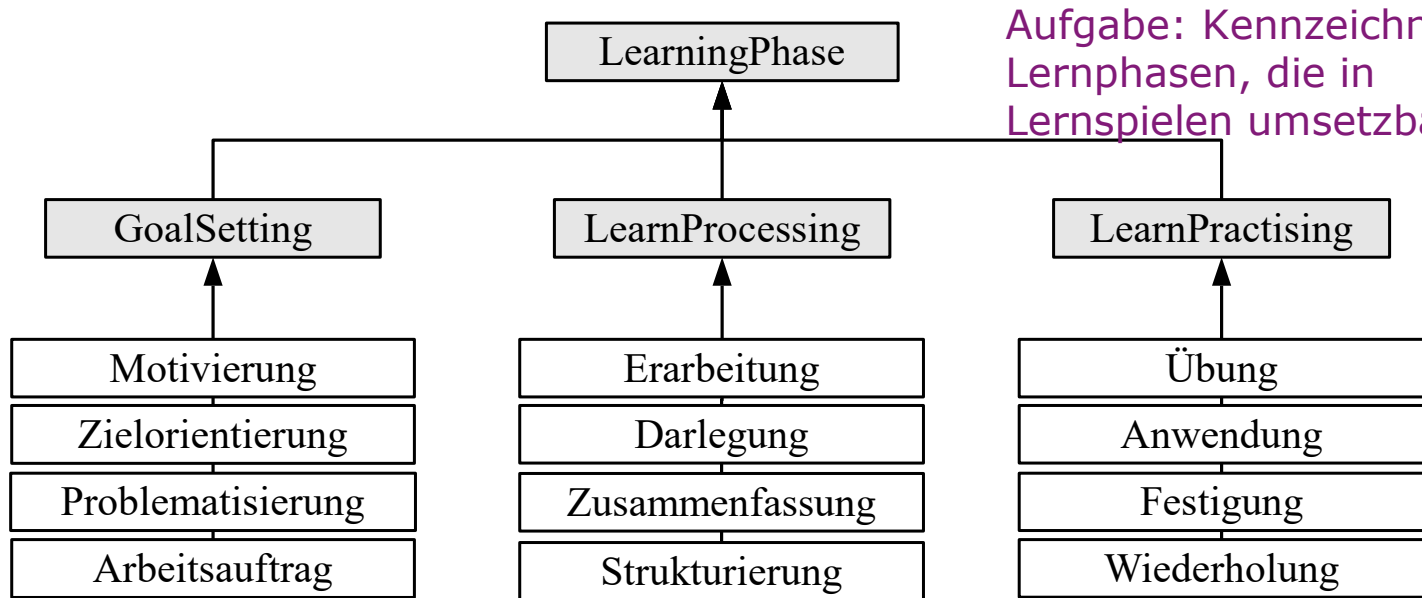 Aufgabe: Kennzeichn
Lernphasen, die in
Lernspielen umsetzba
LearningPhase
GoalSetting
LearnProcessing
LearnPractising
Motivierung
Zielorientierung
Problematisierung
Arbeitsauftrag
Erarbeitung
Darlegung
Zusammenfassung
Strukturierung
Übung
Anwendung
Festigung
Wiederholung